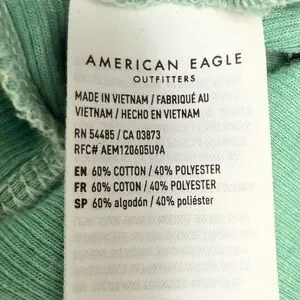 AMERICAN EAGLE
OUTFITTERS
MADE IN VIETNAM / FABRIQUÉ AU
VIETNAM / HECHO EN VIETNAM
RN 54485 / CA 03873
RFC# AEM120605U9A
EN 60% COTTON / 40% POLYESTER
FR 60% COTON / 40% POLYESTER
SP 60% algodón / 40% poliéster